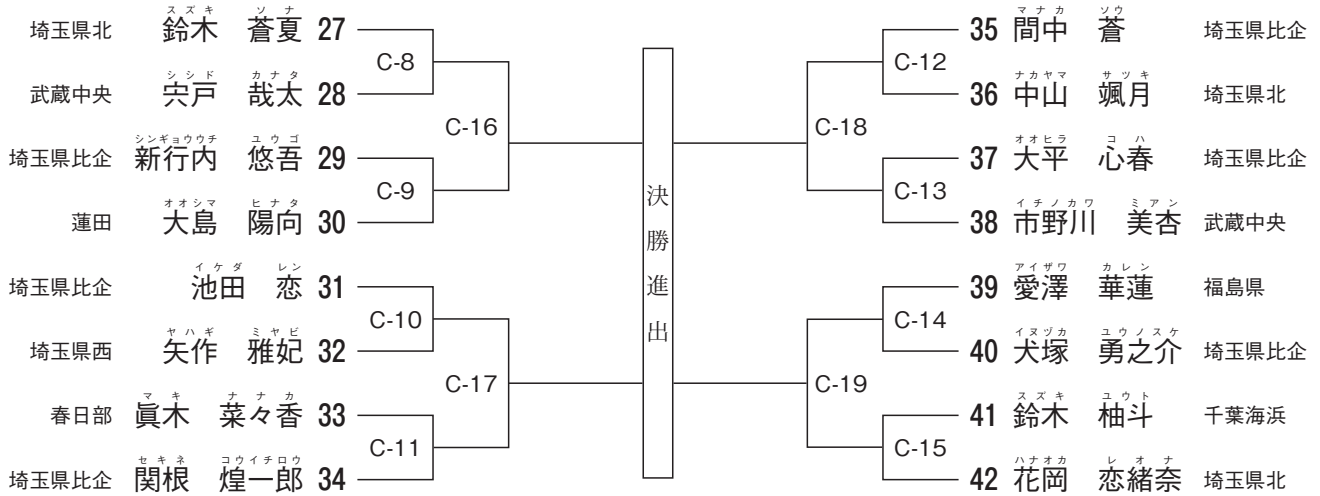 スズキ ソナ
埼玉県北 鈴木 蒼夏 27
C-8
シシド カナタ
武蔵中央 宍戸 哉太 28
C-16
シンギョウウチ ユウゴ
埼玉県比企 新行内 悠吾 29
C-9
オオシマ ヒナタ
蓮田 大島 陽向 30
イケダ レン
埼玉県比企 池田 恋 31
C-10
ヤハギ ミヤビ
埼玉県西 矢作 雅妃 32
C-17
マキ ナナカ
春日部 眞木 菜々香 33
C-11
セキネ コウイチロウ
埼玉県比企 関根 煌一郎 34
決勝進出
マナカ ソウ
35 間中 蒼 埼玉県比企
C-12
ナカヤマ サツキ
36 中山 颯月 埼玉県北
C-18
オオヒラ コハ
37 大平 心春 埼玉県比企
C-13
イチノカワ ミアン
38 市野川 美杏 武蔵中央
アイザワ カレン
39 愛澤 華蓮 福島県
C-14
イヌヅカ ユウノスケ
40 犬塚 勇之介 埼玉県比企
C-19
スズキ ユウト
41 鈴木 柚斗 千葉海浜
C-15
ハナオカ レオナ
42 花岡 恋緒奈 埼玉県北